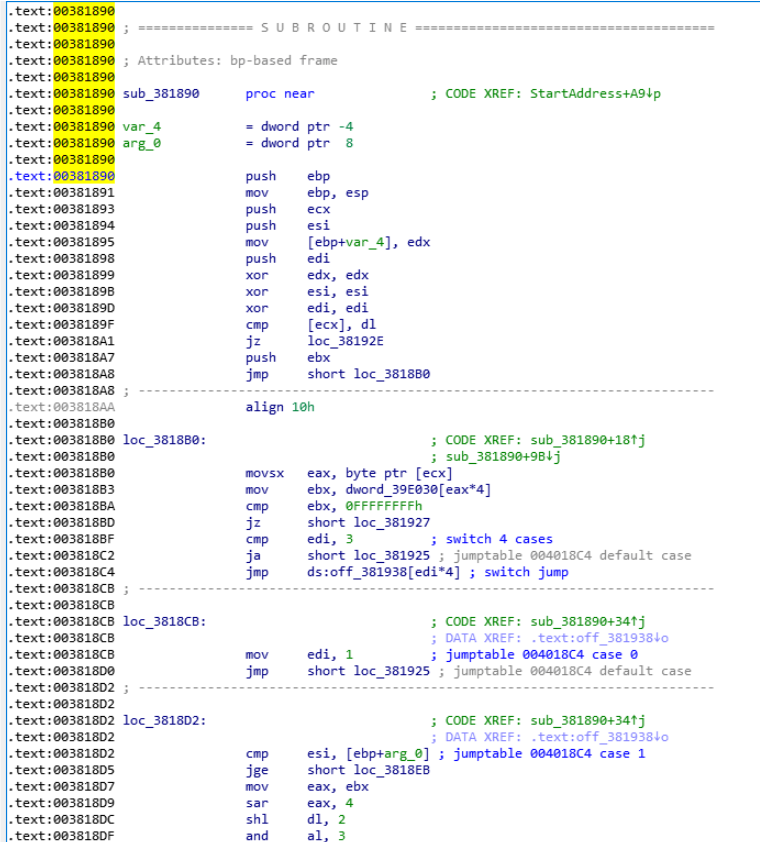 .text:00381890
.text:00381890 ; =============== S U B R O U T I N E =======================================
.text:00381890
.text:00381890 ; Attributes: bp-based frame
.text:00381890
.text:00381890 sub_381890 proc near ; CODE XREF: StartAddress+A9↓p
.text:00381890
.text:00381890 var_4 = dword ptr -4
.text:00381890 arg_0 = dword ptr 8
.text:00381890
.text:00381890 push ebp
.text:00381891 mov ebp, esp
.text:00381893 push ecx
.text:00381894 push esi
.text:00381895 mov [ebp+var_4], edx
.text:00381898 push edi
.text:00381899 xor edx, edx
.text:0038189B xor esi, esi
.text:0038189D xor edi, edi
.text:0038189F cmp [ecx], dl
.text:003818A1 jz loc_38192E
.text:003818A7 push ebx
.text:003818A8 jmp short loc_3818B0
.text:003818A8 ; ---------------------------------------------------------------------------
.text:003818AA align 10h
.text:003818B0
.text:003818B0 loc_3818B0: ; CODE XREF: sub_381890+18↑j
.text:003818B0 ; sub_381890+9B↓j
.text:003818B0 movsx eax, byte ptr [ecx]
.text:003818B3 mov ebx, dword_39E030[eax*4]
.text:003818BA cmp ebx, 0FFFFFFFFh
.text:003818BD jz short loc_381927
.text:003818BF cmp edi, 3 ; switch 4 cases
.text:003818C2 ja short loc_381925 ; jumptable 004018C4 default case
.text:003818C4 jmp ds:off_381938[edi*4] ; switch jump
.text:003818CB ; ---------------------------------------------------------------------------
.text:003818CB
.text:003818CB loc_3818CB: ; CODE XREF: sub_381890+34↑j
.text:003818CB ; DATA XREF: .text:off_381938↓o
.text:003818CB mov edi, 1 ; jumptable 004018C4 case 0
.text:003818D0 jmp short loc_381925 ; jumptable 004018C4 default case
.text:003818D2 ; ---------------------------------------------------------------------------
.text:003818D2
.text:003818D2 loc_3818D2: ; CODE XREF: sub_381890+34↑j
.text:003818D2 ; DATA XREF: .text:off_381938↓o
.text:003818D2 cmp esi, [ebp+arg_0] ; jumptable 004018C4 case 1
.text:003818D5 jge short loc_3818EB
.text:003818D7 mov eax, ebx
.text:003818D9 sar eax, 4
.text:003818DC shl dl, 2
.text:003818DF and al, 3